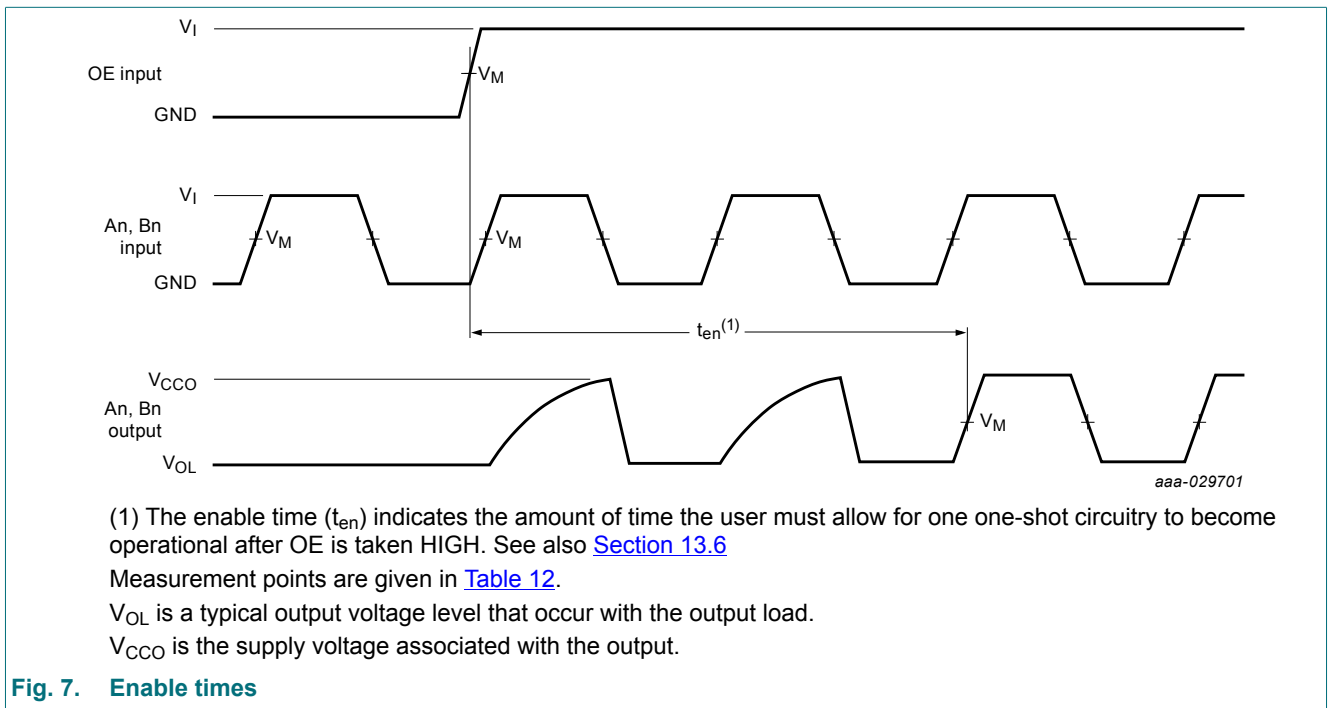 VI
OE input
VM
GND
VI
An, Bn
input
VM
VM
GND
ten(1)
VCCO
An, Bn
output
VM
VOL
aaa-029701
(1) The enable time (ten) indicates the amount of time the user must allow for one one-shot circuitry to become
operational after OE is taken HIGH. See also Section 13.6
Measurement points are given in Table 12.
VOL is a typical output voltage level that occur with the output load.
VCCO is the supply voltage associated with the output.
Fig. 7. Enable times